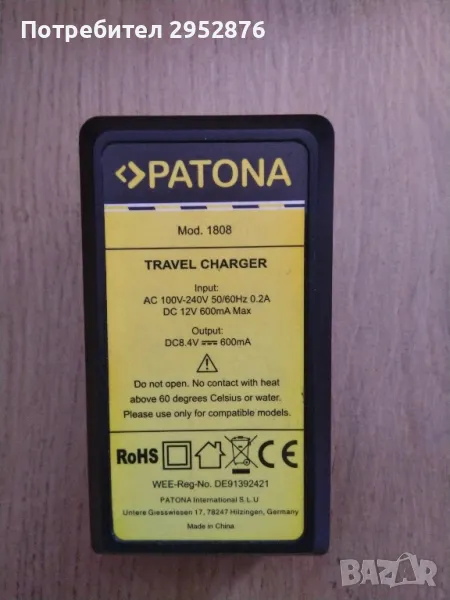 Потребител 2952876
PATONA
Mod. 1808
TRAVEL CHARGER
Input:
AC 100V-240V 50/60Hz 0.2A
DC 12V 600mA Max
Output:
DC8.4V ⎓ 600mA
Do not open. No contact with heat
above 60 degrees Celsius or water.
Please use only for compatible models.
RoHS CE
WEE-Reg-No. DE91392421
PATONA International S.L.U
Untere Giesswiesen 17, 78247 Hilzingen, Germany
Made in China
BAZAR